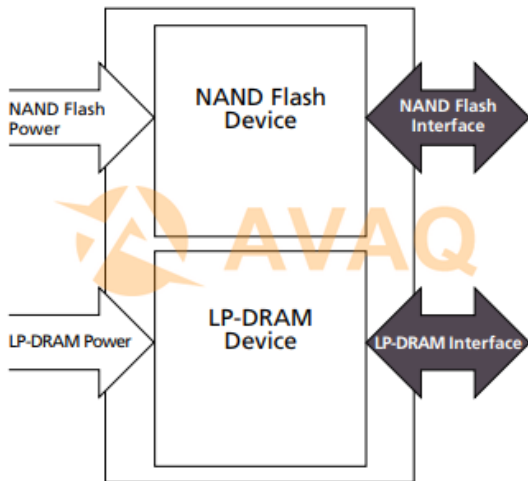 NAND Flash
Device
NAND Flash
Power
NAND Flash
Interface
AVAQ
LP-DRAM
Device
LP-DRAM Power
LP-DRAM Interface